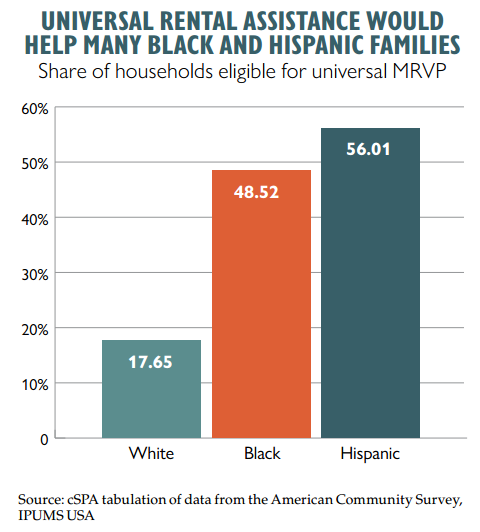 UNIVERSAL RENTAL ASSISTANCE WOULD
HELP MANY BLACK AND HISPANIC FAMILIES
Share of households eligible for universal MRVP
60%
50%
40%
30%
20%
10%
0
17.65
48.52
56.01
White
Black
Hispanic
Source: cSPA tabulation of data from the American Community Survey,
IPUMS USA